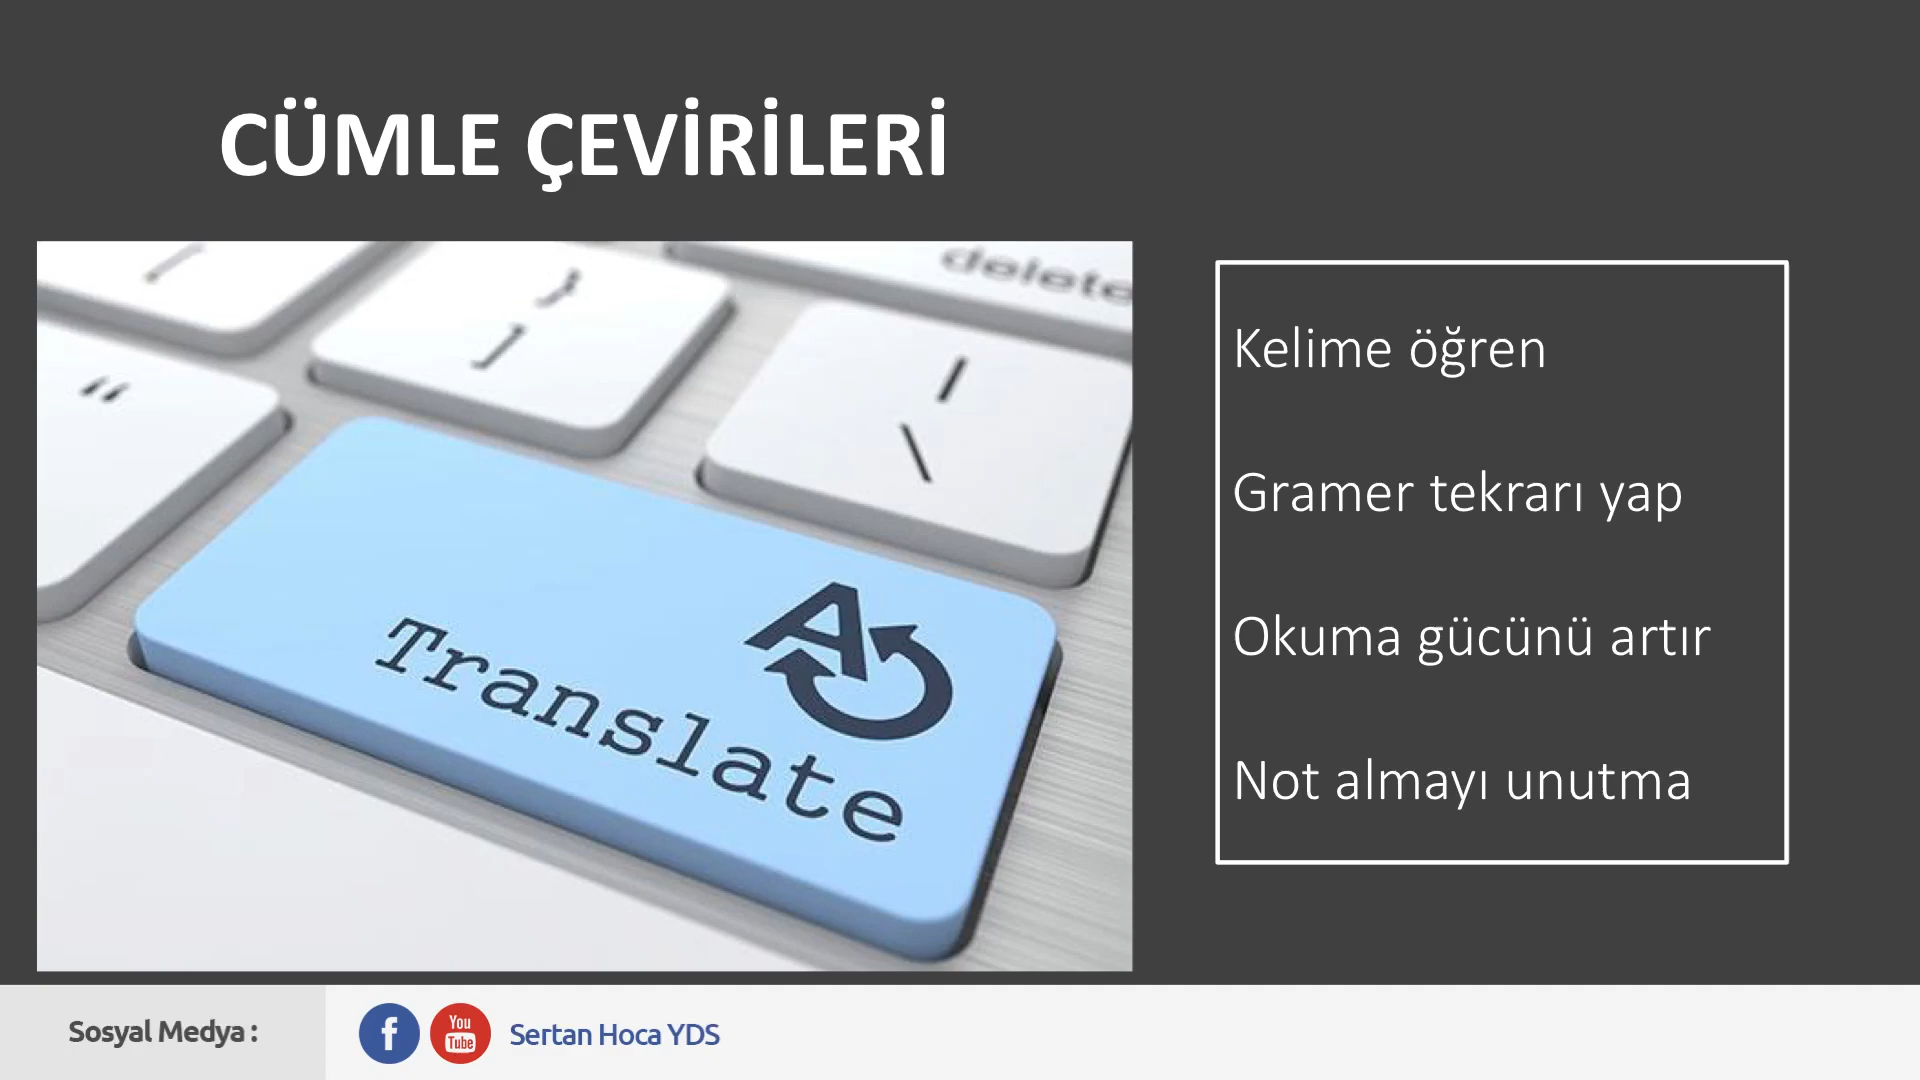 CÜMLE ÇEVİRİLERİ
delete
}
]
“
|
\
Translate
Kelime öğren
Gramer tekrarı yap
Okuma gücünü artır
Not almayı unutma
Sosyal Medya :
f
You
Tube
Sertan Hoca YDS